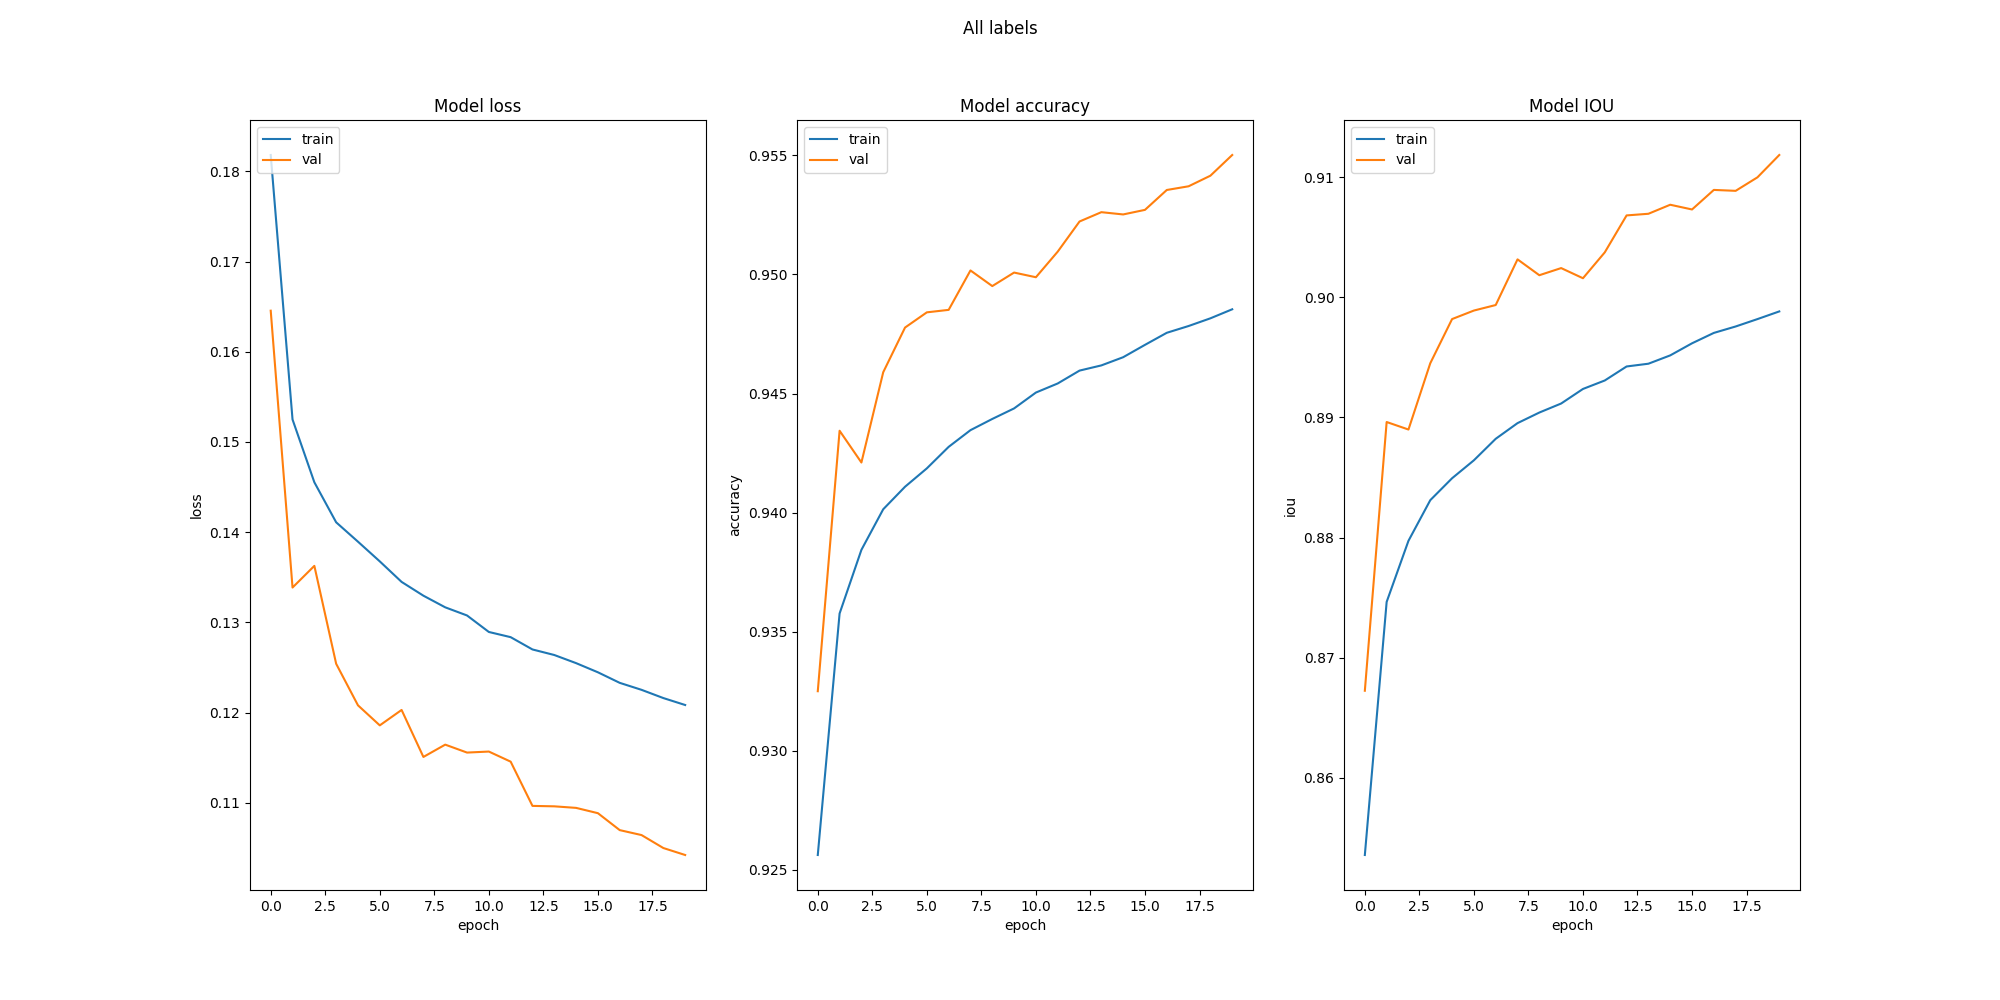 All labels
Model loss
train
val
0.18
0.17
0.16
0.15
0.14
0.13
0.12
0.11
loss
0.0 2.5 5.0 7.5 10.0 12.5 15.0 17.5
epoch
Model accuracy
train
val
0.955
0.950
0.945
0.940
0.935
0.930
0.925
accuracy
0.0 2.5 5.0 7.5 10.0 12.5 15.0 17.5
epoch
Model IOU
train
val
0.91
0.90
0.89
0.88
0.87
0.86
iou
0.0 2.5 5.0 7.5 10.0 12.5 15.0 17.5
epoch